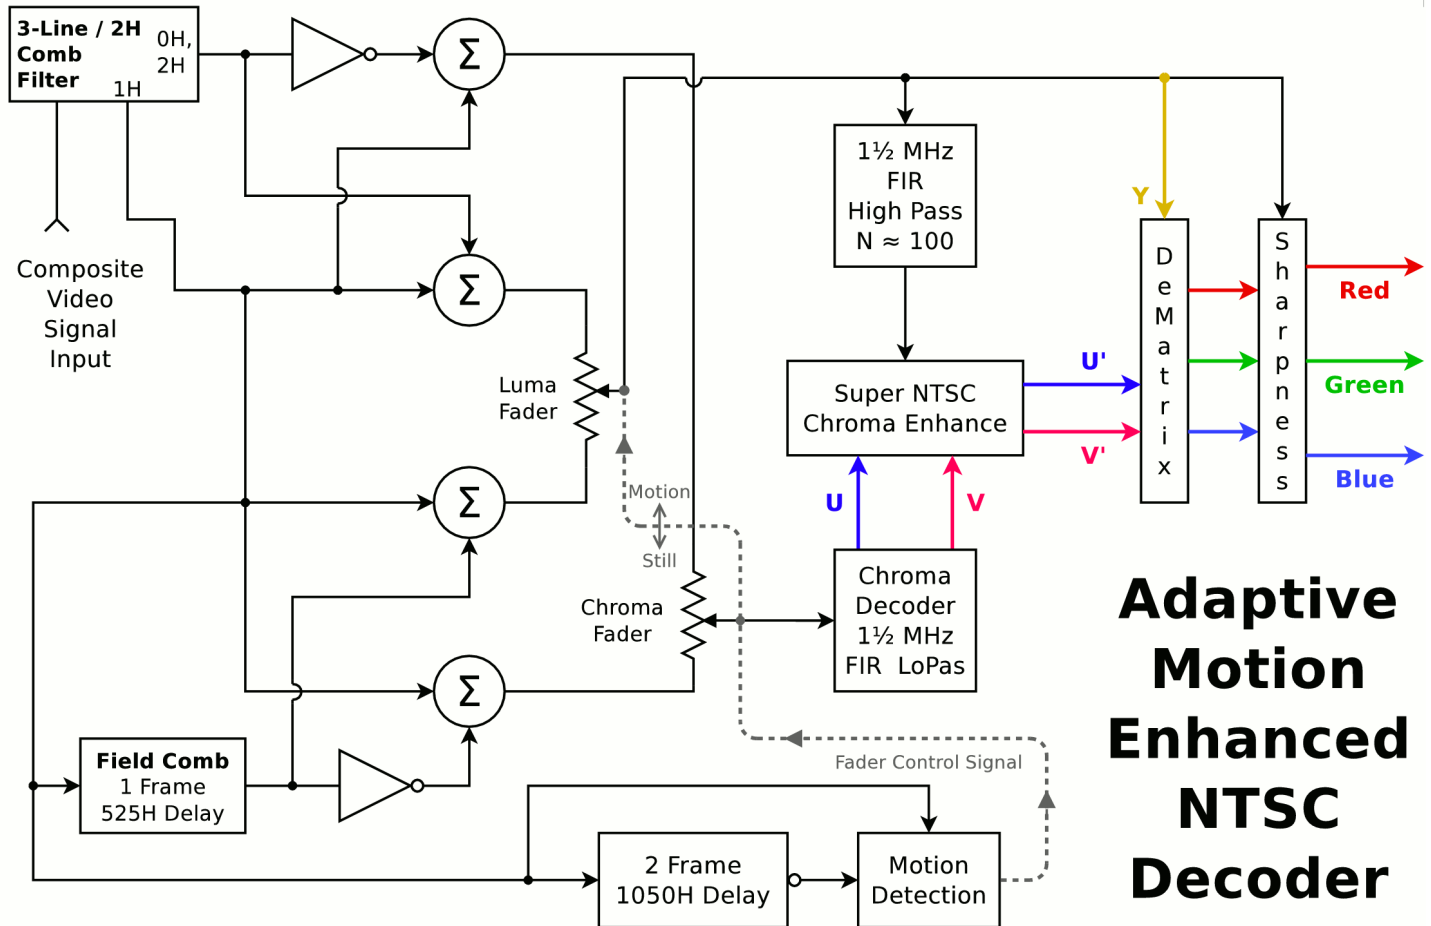 3-Line / 2H
Comb
Filter
0H,
2H
1H
Σ
Composite
Video
Signal
Input
Σ
Luma
Fader
Σ
Motion
Still
Chroma
Fader
Σ
Field Comb
1 Frame
525H Delay
2 Frame
1050H Delay
Motion
Detection
Fader Control Signal
1½ MHz
FIR
High Pass
N ≈ 100
Super NTSC
Chroma Enhance
U
V
Chroma
Decoder
1½ MHz
FIR LoPas
U'
V'
Y
DeMatrix
Sharpness
Red
Green
Blue
Adaptive
Motion
Enhanced
NTSC
Decoder